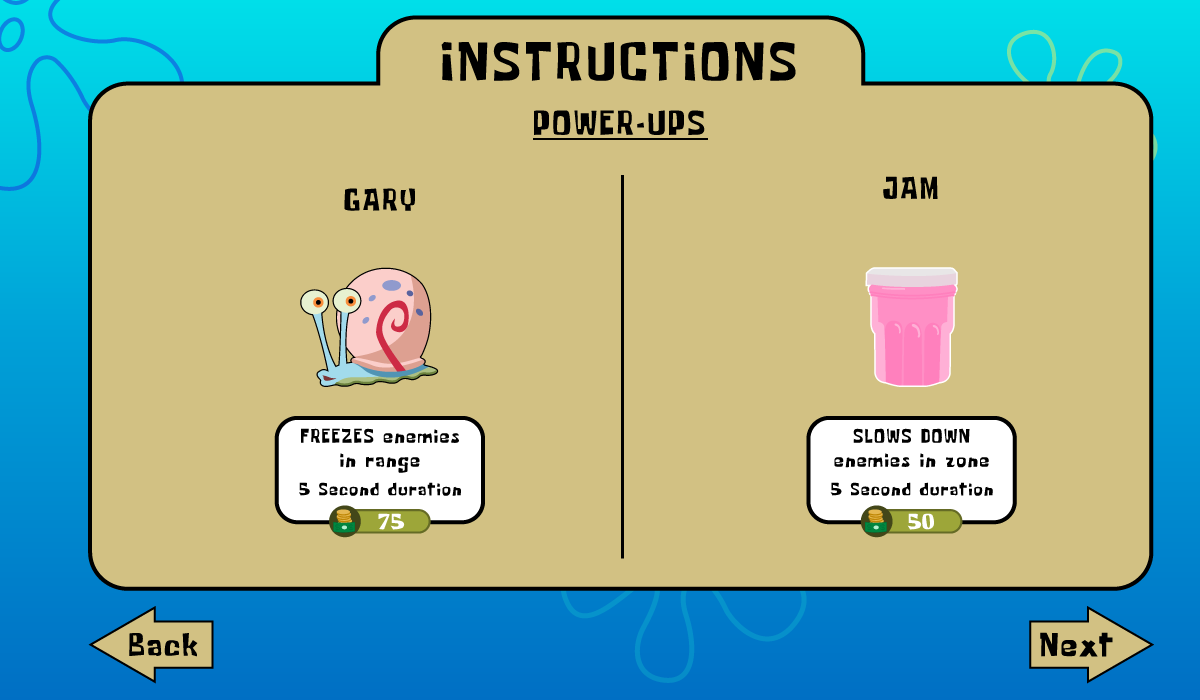 iNSTRUCTiONS
POWER-UPS
GARY
FREEZES enemies
in range
5 Second duration
75
JAM
SLOWS DOWN
enemies in zone
5 Second duration
50
Back
Next